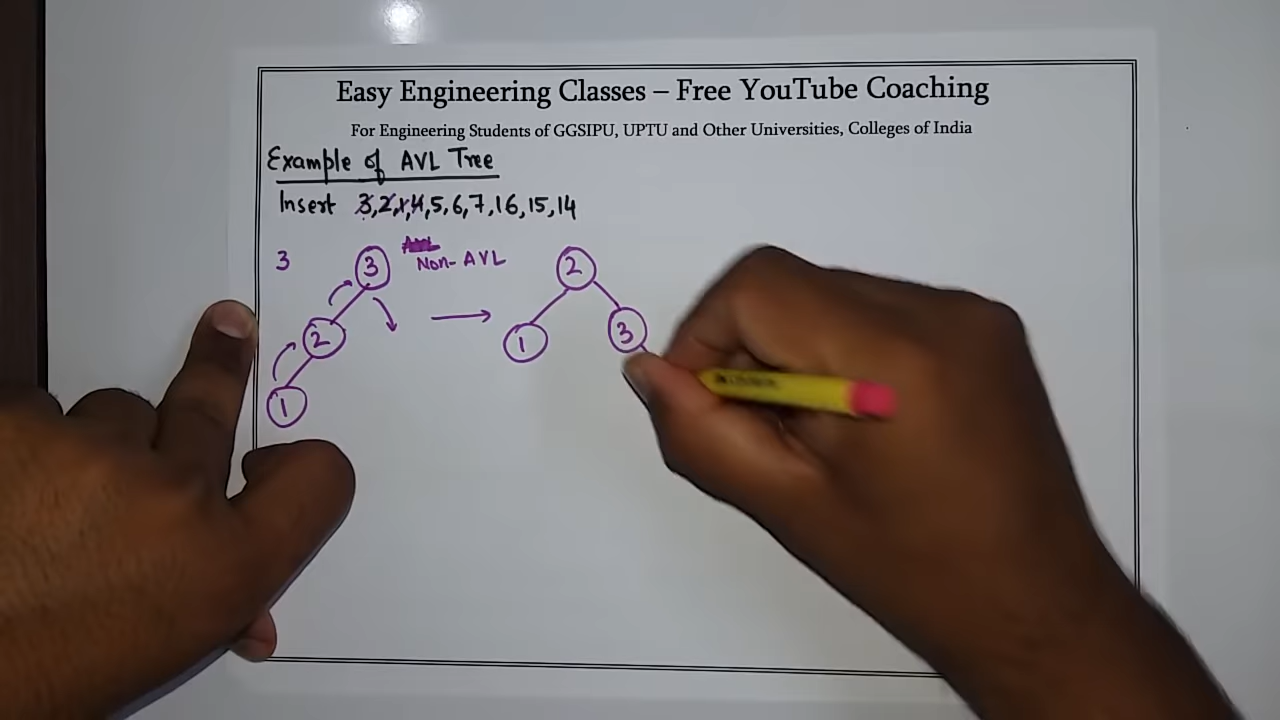 Easy Engineering Classes – Free YouTube Coaching
For Engineering Students of GGSIPU, UPTU and Other Universities, Colleges of India
Example of AVL Tree
Insert 3,2,1,4,5,6,7,16,15,14
3 3 Non-AVL 2
2 1 3
1